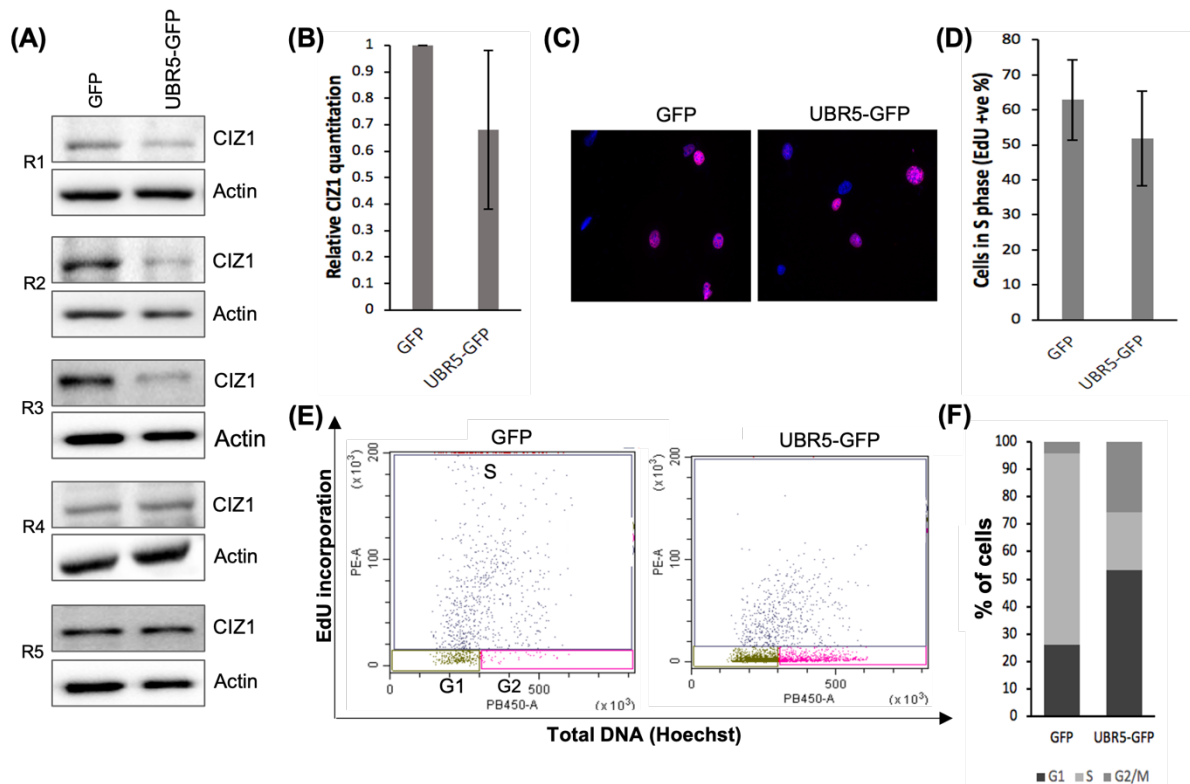 (A)
GFP
UBR5-GFP
R1
CIZ1
Actin
R2
CIZ1
Actin
R3
CIZ1
Actin
R4
CIZ1
Actin
R5
CIZ1
Actin
(B)
Relative CIZ1 quantitation
1
0.9
0.8
0.7
0.6
0.5
0.4
0.3
0.2
0.1
0
GFP
UBR5-GFP
(C)
GFP
UBR5-GFP
(D)
Cells in S phase (EdU +ve %)
80
70
60
50
40
30
20
10
0
GFP
UBR5-GFP
(E)
EdU incorporation
GFP
(x 10³)
PE-A
200
100
0
S
G1
G2
0
500
(x 10³)
PB450-A
UBR5-GFP
(x 10³)
PE-A
200
100
0
0
500
(x 10³)
PB450-A
Total DNA (Hoechst)
(F)
% of cells
100
90
80
70
60
50
40
30
20
10
0
GFP
UBR5-GFP
G1
S
G2/M